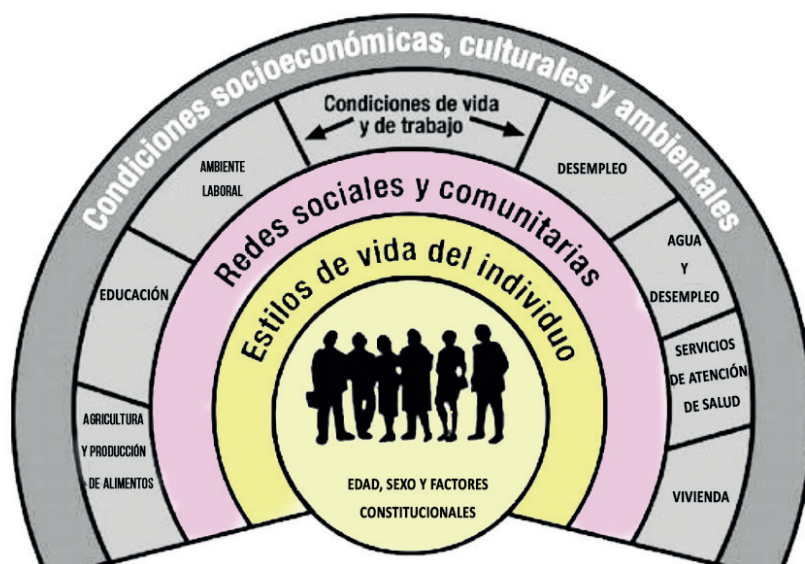 Condiciones socioeconómicas, culturales y ambientales
Condiciones de vida
y de trabajo
AMBIENTE
LABORAL
DESEMPLEO
Redes sociales y comunitarias
EDUCACIÓN
AGUA
Y
DESEMPLEO
Estilos de vida del individuo
SERVICIOS
DE ATENCIÓN
DE SALUD
AGRICULTURA
Y PRODUCCIÓN
DE ALIMENTOS
VIVIENDA
EDAD, SEXO Y FACTORES
CONSTITUCIONALES